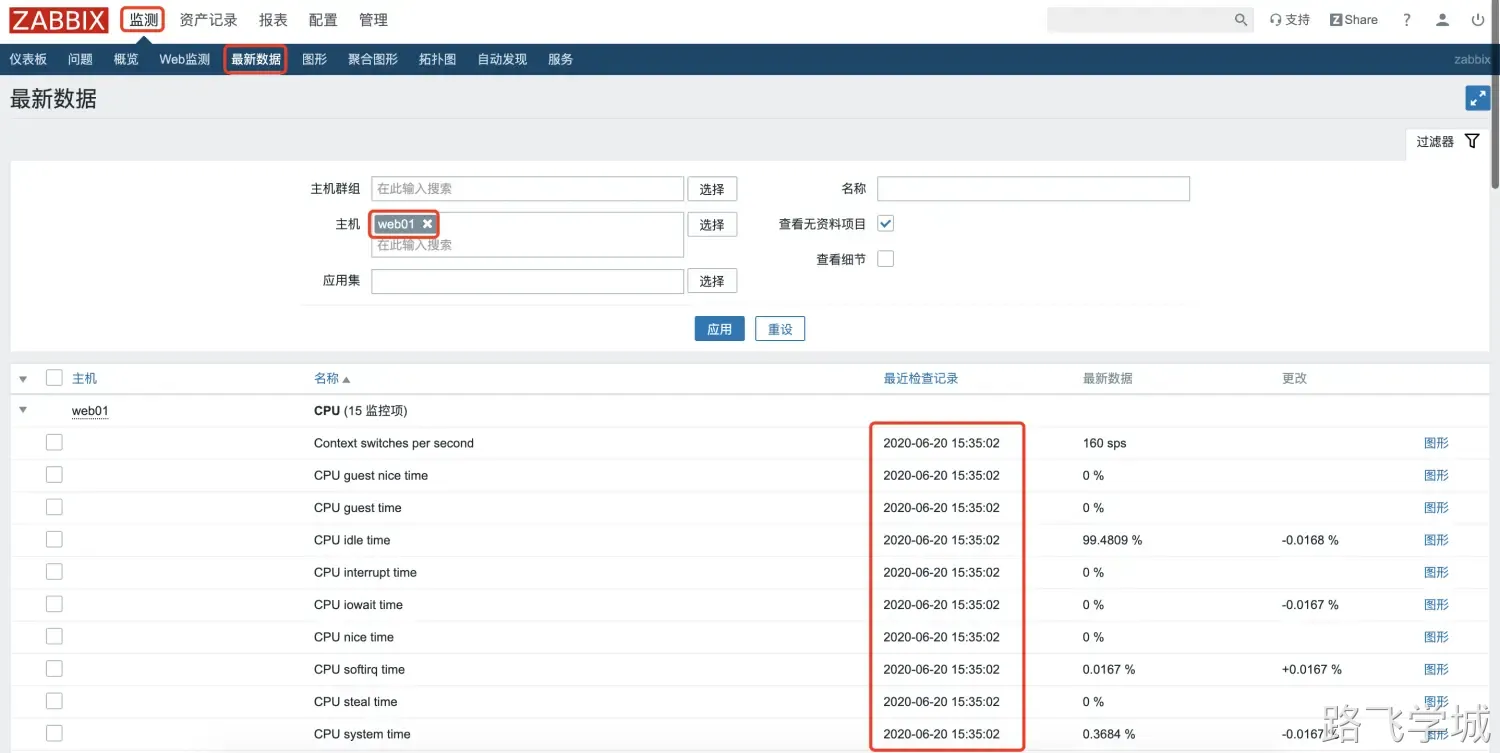 ZABBIX 监测 资产记录 报表 配置 管理 支持 Z Share ?
仪表板 问题 概览 Web监测 最新数据 图形 聚合图形 拓扑图 自动发现 服务 zabbix
最新数据
过滤器
主机群组 在此输入搜索 选择 名称
主机 web01 选择 查看无资料项目
在此输入搜索
查看细节
应用集 选择
应用 重设
主机 名称 最近检查记录 最新数据 更改
web01 CPU (15 监控项)
Context switches per second 2020-06-20 15:35:02 160 sps 图形
CPU guest nice time 2020-06-20 15:35:02 0 % 图形
CPU guest time 2020-06-20 15:35:02 0 % 图形
CPU idle time 2020-06-20 15:35:02 99.4809 % -0.0168 % 图形
CPU interrupt time 2020-06-20 15:35:02 0 % 图形
CPU iowait time 2020-06-20 15:35:02 0 % -0.0167 % 图形
CPU nice time 2020-06-20 15:35:02 0 % 图形
CPU softirq time 2020-06-20 15:35:02 0.0167 % +0.0167 % 图形
CPU steal time 2020-06-20 15:35:02 0 % 图形
CPU system time 2020-06-20 15:35:02 0.3684 % -0.0167 图形
路飞学城